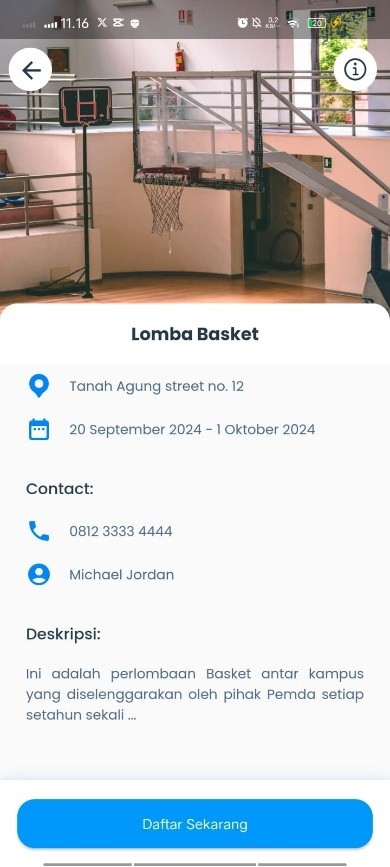 11.16
0,2
KB/s
20
Lomba Basket
Tanah Agung street no. 12
20 September 2024 - 1 Oktober 2024
Contact:
0812 3333 4444
Michael Jordan
Deskripsi:
Ini adalah perlombaan Basket antar kampus
yang diselenggarakan oleh pihak Pemda setiap
setahun sekali ...
Daftar Sekarang